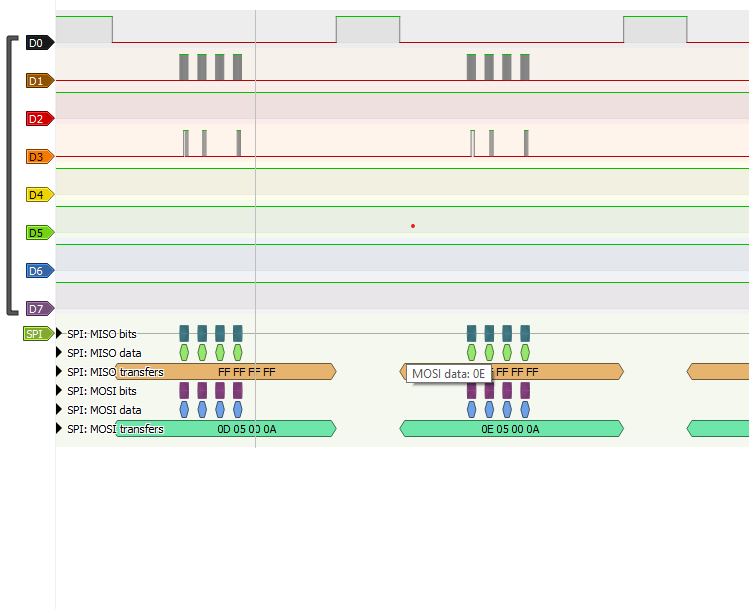 D0
D1
D2
D3
D4
D5
D6
D7
SPI
SPI: MISO bits
SPI: MISO data
SPI: MISO transfers FF FF FF FF FF FF FF
MOSI data: 0E
SPI: MOSI bits
SPI: MOSI data
SPI: MOSI transfers 0D 05 00 0A 0E 05 00 0A